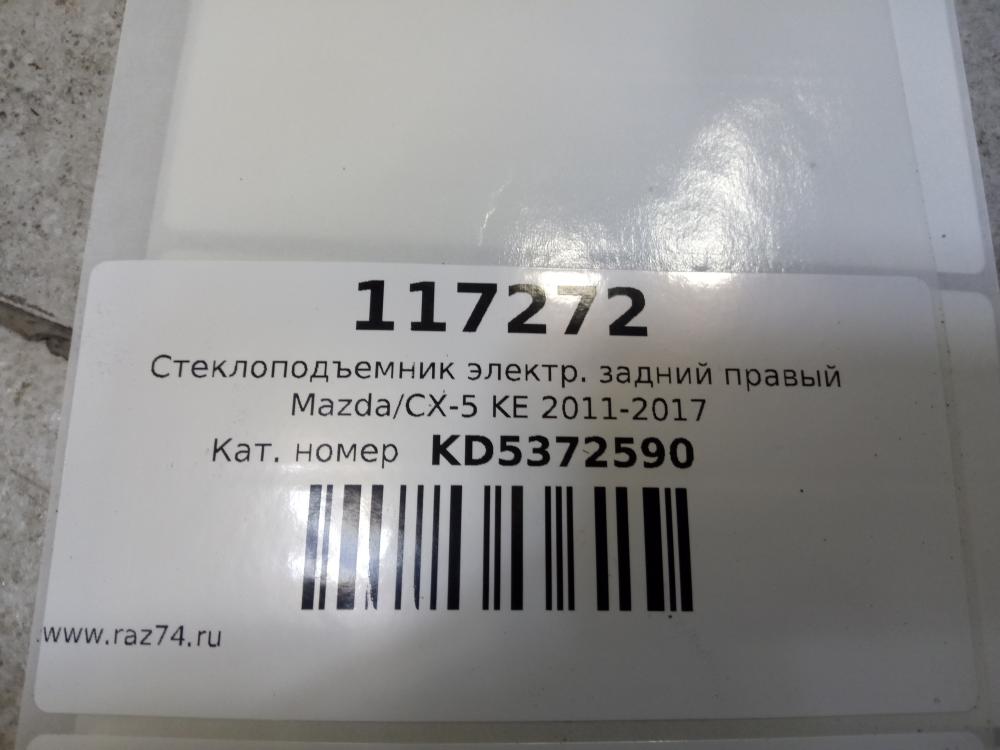 117272
Стеклоподъемник электр. задний правый
Mazda/CX-5 KE 2011-2017
Кат. номер KD5372590
www.raz74.ru